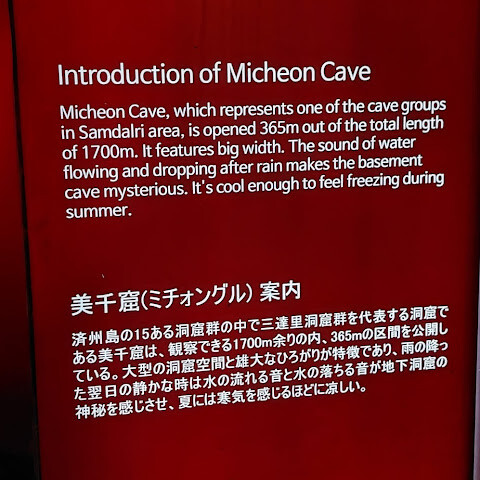 Introduction of Micheon Cave
Micheon Cave, which represents one of the cave groups
in Samdalri area, is opened 365m out of the total length
of 1700m. It features big width. The sound of water
flowing and dropping after rain makes the basement
cave mysterious. It's cool enough to feel freezing during
summer.
美千窟(ミチョングル) 案内
済州島の15ある洞窟群の中で三達里洞窟群を代表する洞窟で
ある美千窟は、観察できる1700m余りの内、365mの区間を公開し
ている。大型の洞窟空間と雄大なひろがりが特徴であり、雨の降っ
た翌日の静かな時は水の流れる音と水の落ちる音が地下洞窟の
神秘を感じさせ、夏には寒気を感じるほどに涼しい。